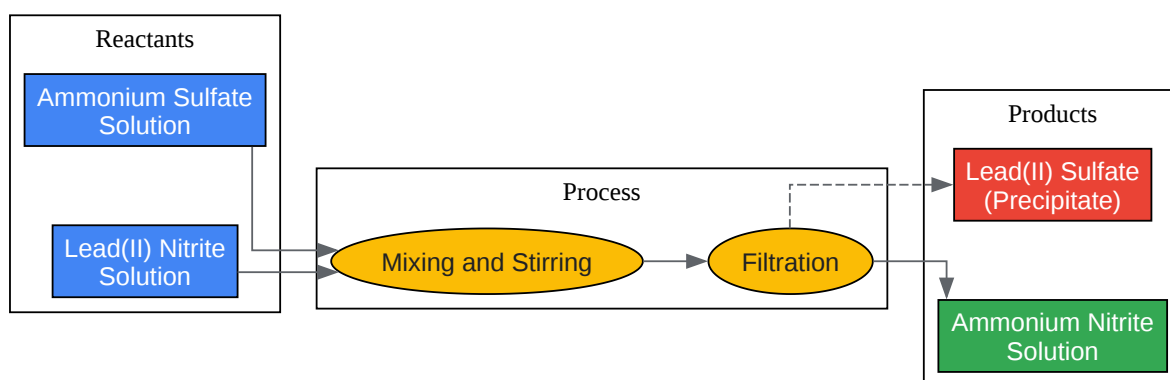 Reactants
Ammonium Sulfate
Solution
Lead(II) Nitrite
Solution
Process
Mixing and Stirring
Filtration
Products
Lead(II) Sulfate
(Precipitate)
Ammonium Nitrite
Solution